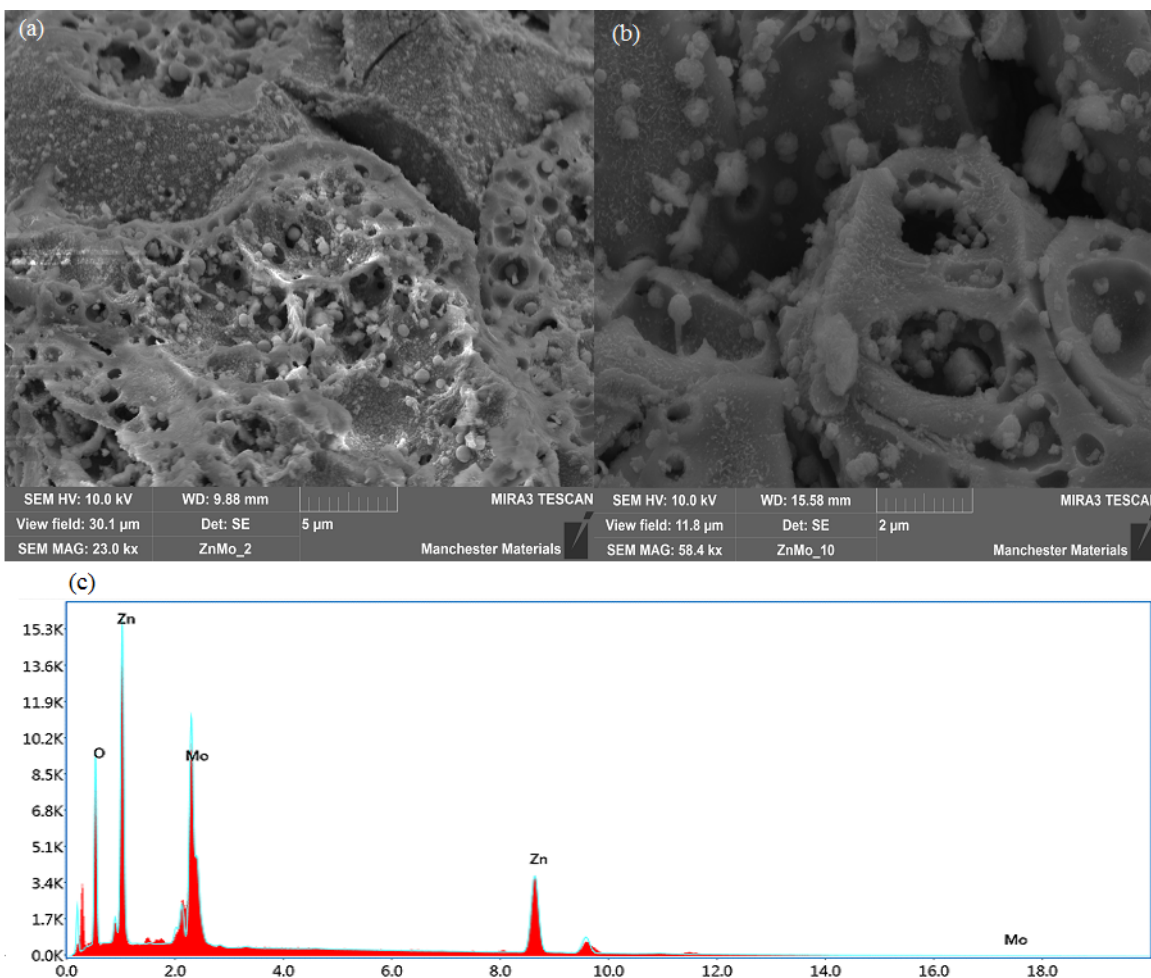 (a)
(b)
SEM HV: 10.0 kV WD: 9.88 mm MIRA3 TESCAN
View field: 30.1 µm Det: SE 5 µm
SEM MAG: 23.0 kx ZnMo_2 Manchester Materials
SEM HV: 10.0 kV WD: 15.58 mm MIRA3 TESCAN
View field: 11.8 µm Det: SE 2 µm
SEM MAG: 58.4 kx ZnMo_10 Manchester Materials
(c)
15.3K
13.6K
11.9K
10.2K
8.5K
6.8K
5.1K
3.4K
1.7K
0.0K
Zn
O
Mo
Zn
Mo
0.0 2.0 4.0 6.0 8.0 10.0 12.0 14.0 16.0 18.0